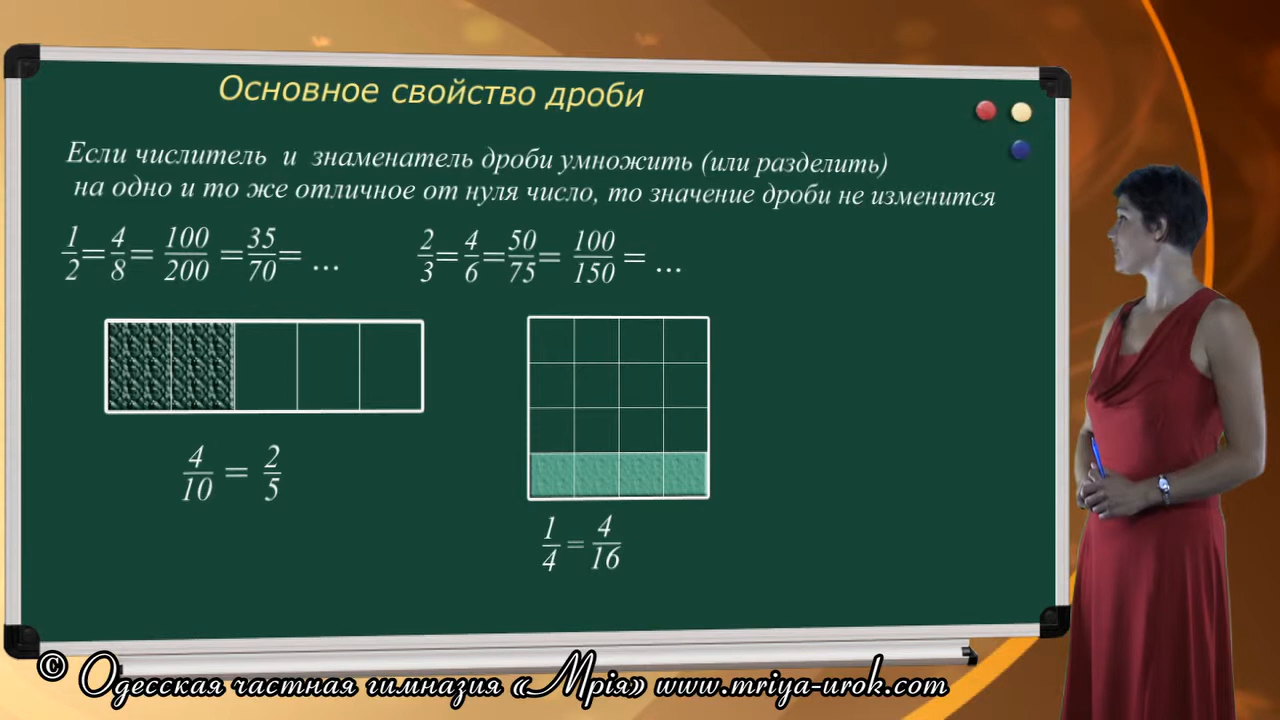 Основное свойство дроби
Если числитель и знаменатель дроби умножить (или разделить)
на одно и то же отличное от нуля число, то значение дроби не изменится
1/2 = 4/8 = 100/200 = 35/70 = ...
2/3 = 4/6 = 50/75 = 100/150 = ...
4/10 = 2/5
1/4 = 4/16
© Одесская частная гимназия «Мрія» www.mriya-urok.com